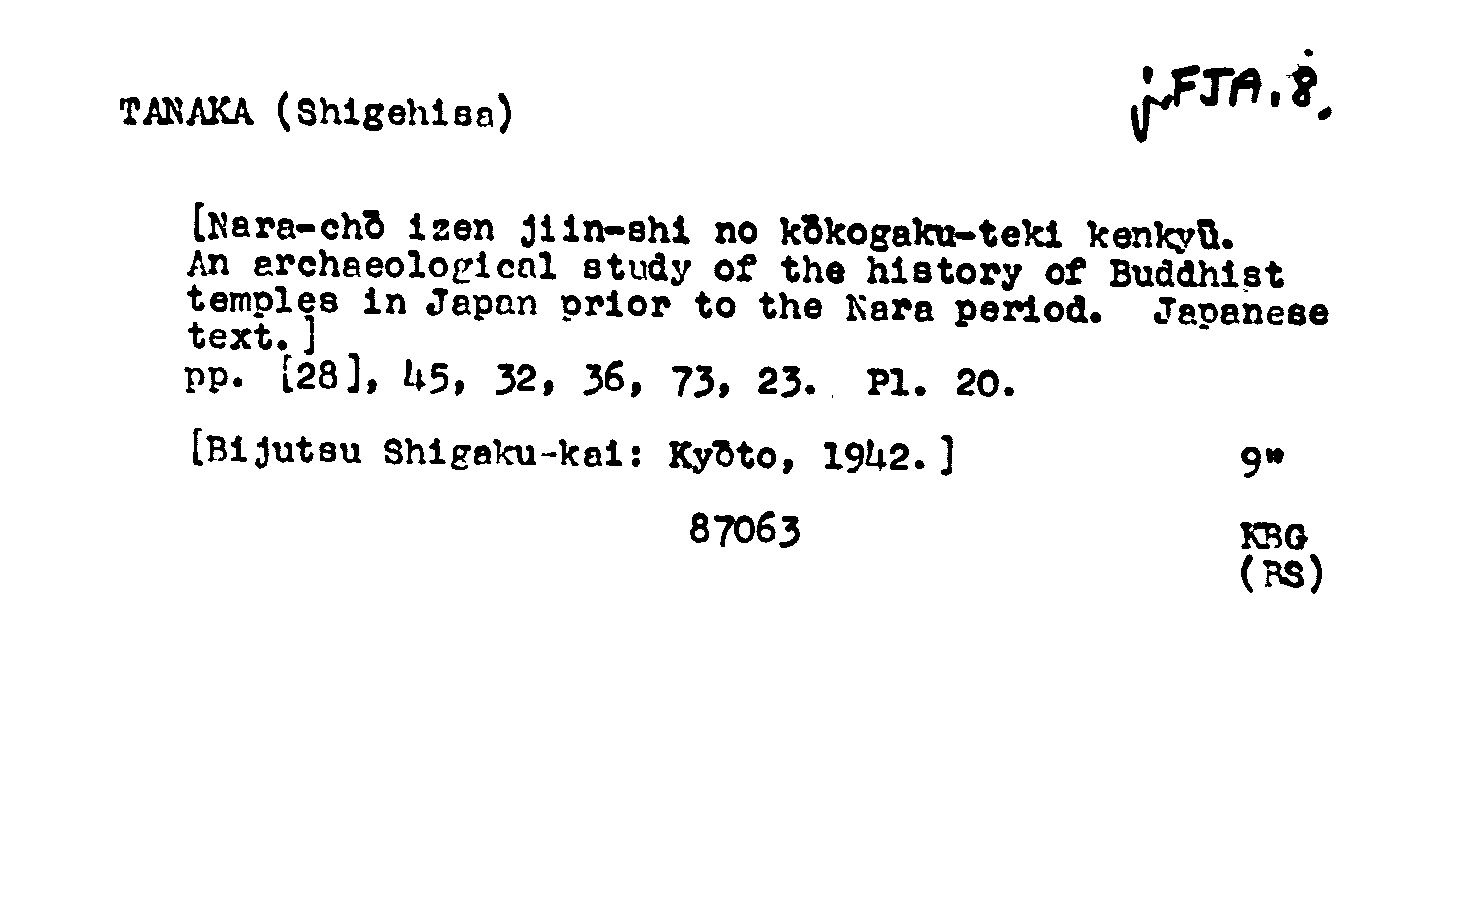 TANAKA (Shigehisa)
j.FJA.8.
[Nara-chō izen jiin-shi no kōkogaku-teki kenkyū.
An archaeological study of the history of Buddhist
temples in Japan prior to the Nara period.  Japanese
text.]
pp. [28], 45, 32, 36, 73, 23.  Pl. 20.
[Bijutsu Shigaku-kai: Kyōto, 1942.]
9"
87063
KBG
(BS)